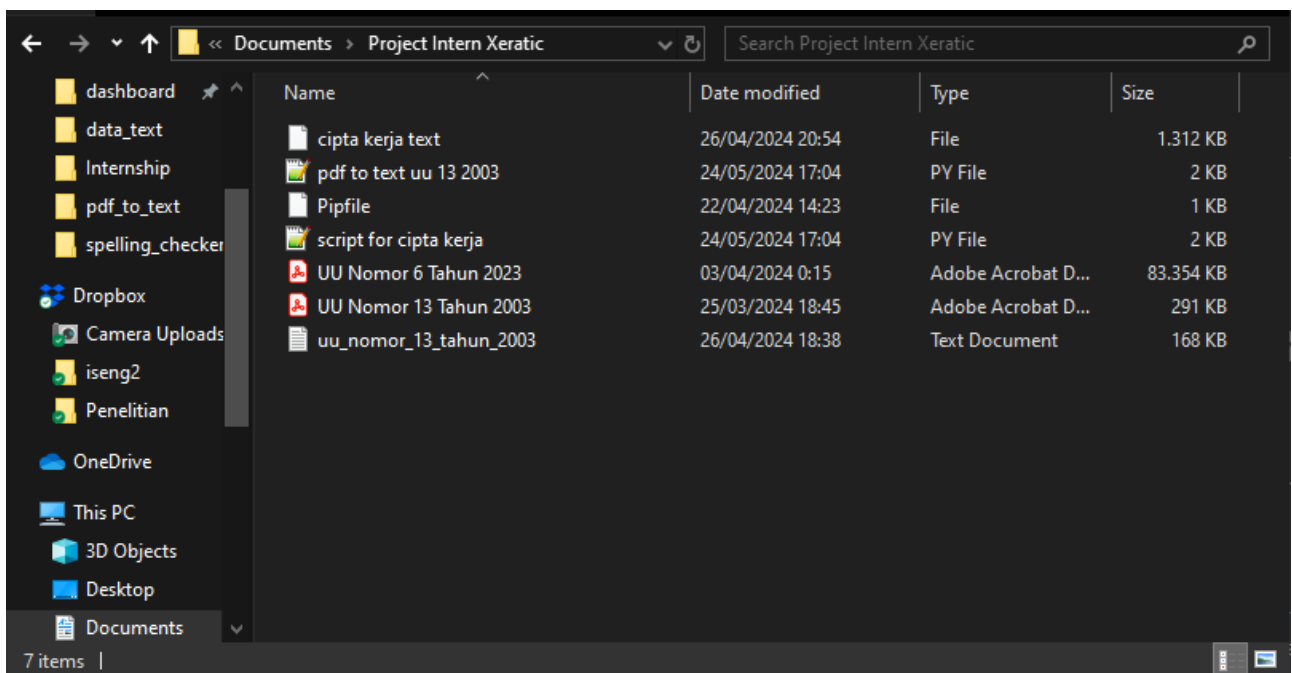 « Documents > Project Intern Xeratic
Search Project Intern Xeratic
dashboard
data_text
Internship
pdf_to_text
spelling_checker
Dropbox
Camera Uploads
iseng2
Penelitian
OneDrive
This PC
3D Objects
Desktop
Documents
Name Date modified Type Size
cipta kerja text 26/04/2024 20:54 File 1.312 KB
pdf to text uu 13 2003 24/05/2024 17:04 PY File 2 KB
Pipfile 22/04/2024 14:23 File 1 KB
script for cipta kerja 24/05/2024 17:04 PY File 2 KB
UU Nomor 6 Tahun 2023 03/04/2024 0:15 Adobe Acrobat D... 83.354 KB
UU Nomor 13 Tahun 2003 25/03/2024 18:45 Adobe Acrobat D... 291 KB
uu_nomor_13_tahun_2003 26/04/2024 18:38 Text Document 168 KB
7 items